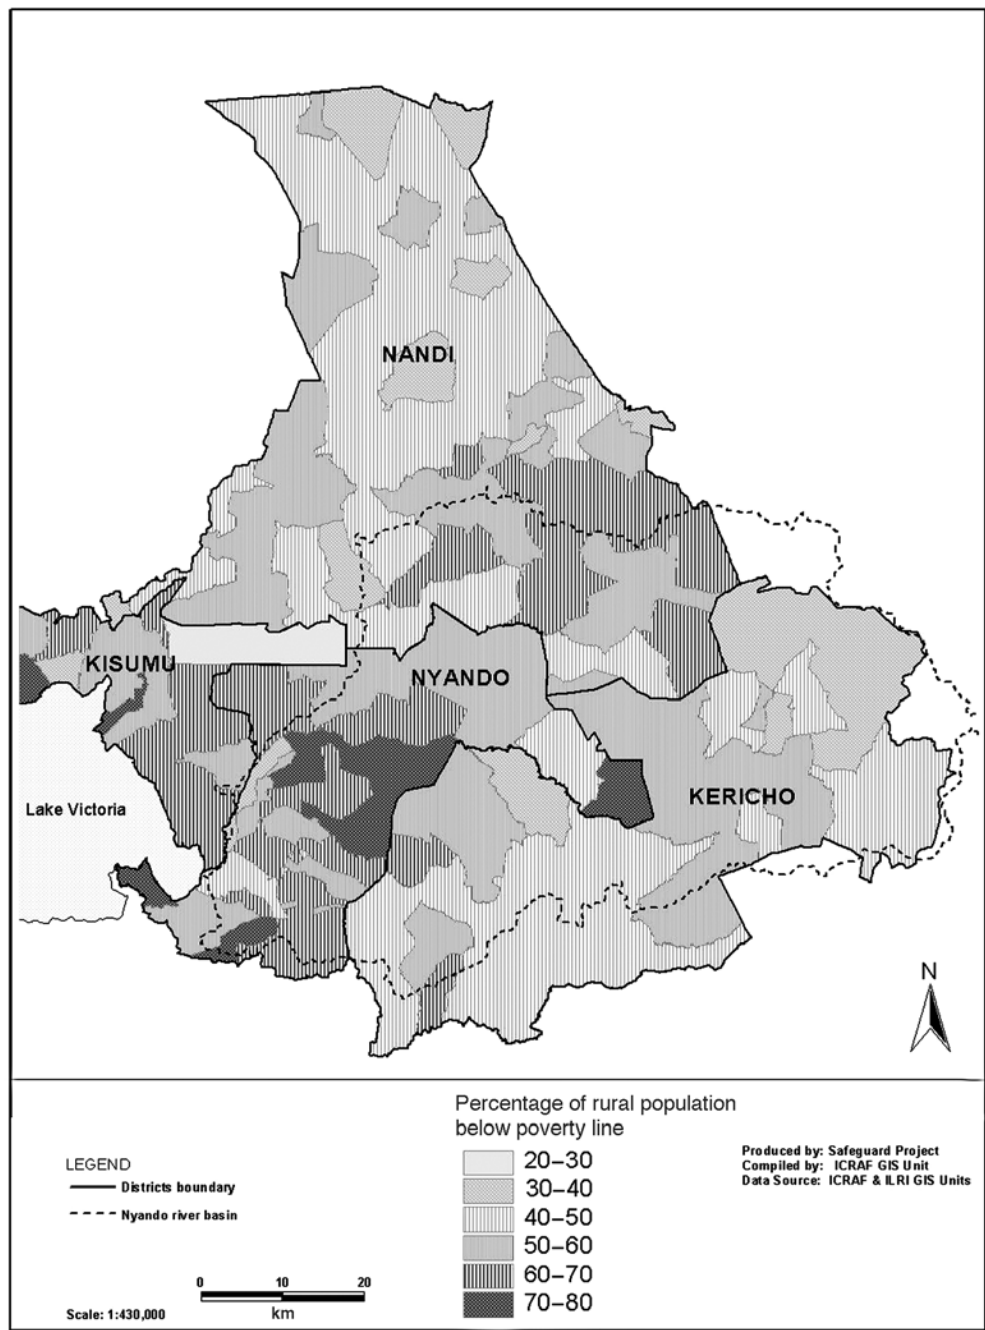 NANDI
KISUMU
NYANDO
KERICHO
Lake Victoria
N
Percentage of rural population
below poverty line
20–30
30–40
40–50
50–60
60–70
70–80
LEGEND
Districts boundary
Nyando river basin
Produced by: Safeguard Project
Compiled by: ICRAF GIS Unit
Data Source: ICRAF & ILRI GIS Units
0 10 20
km
Scale: 1:430,000